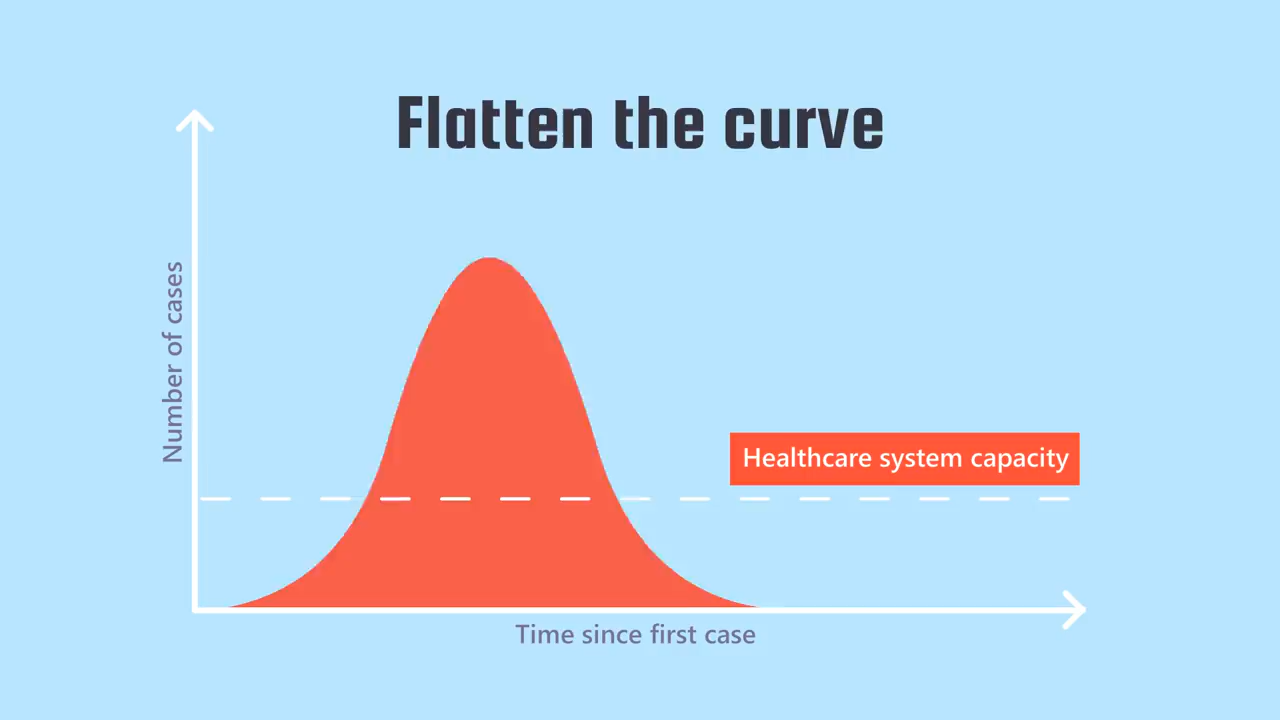 Flatten the curve
Number of cases
Healthcare system capacity
Time since first case